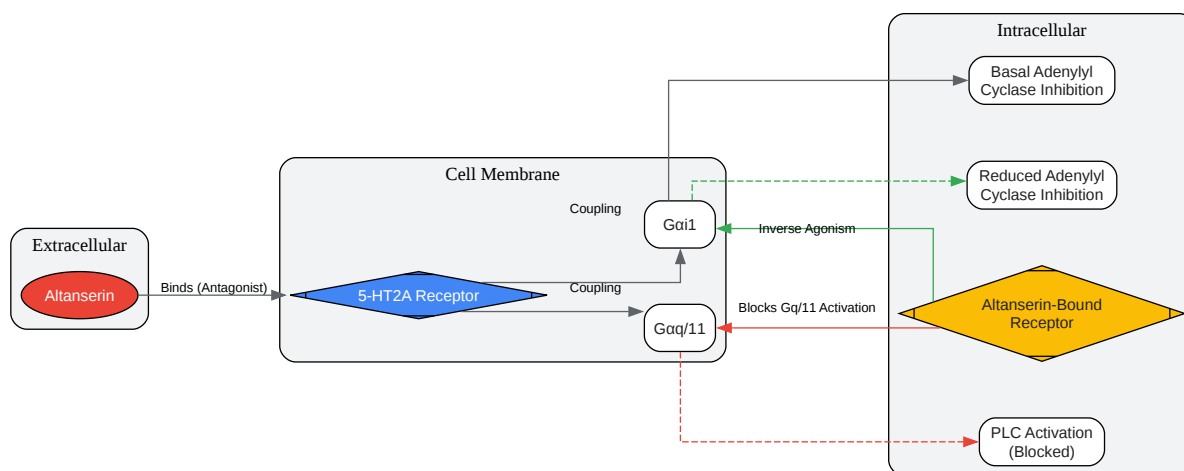 Intracellular
Basal Adenylyl
Cyclase Inhibition
Cell Membrane
Reduced Adenylyl
Cyclase Inhibition
Coupling
Gαi1
Inverse Agonism
Extracellular
Altanserin
Binds (Antagonist)
5-HT2A Receptor
Coupling
Gαq/11
Blocks Gq/11 Activation
Altanserin-Bound
Receptor
PLC Activation
(Blocked)